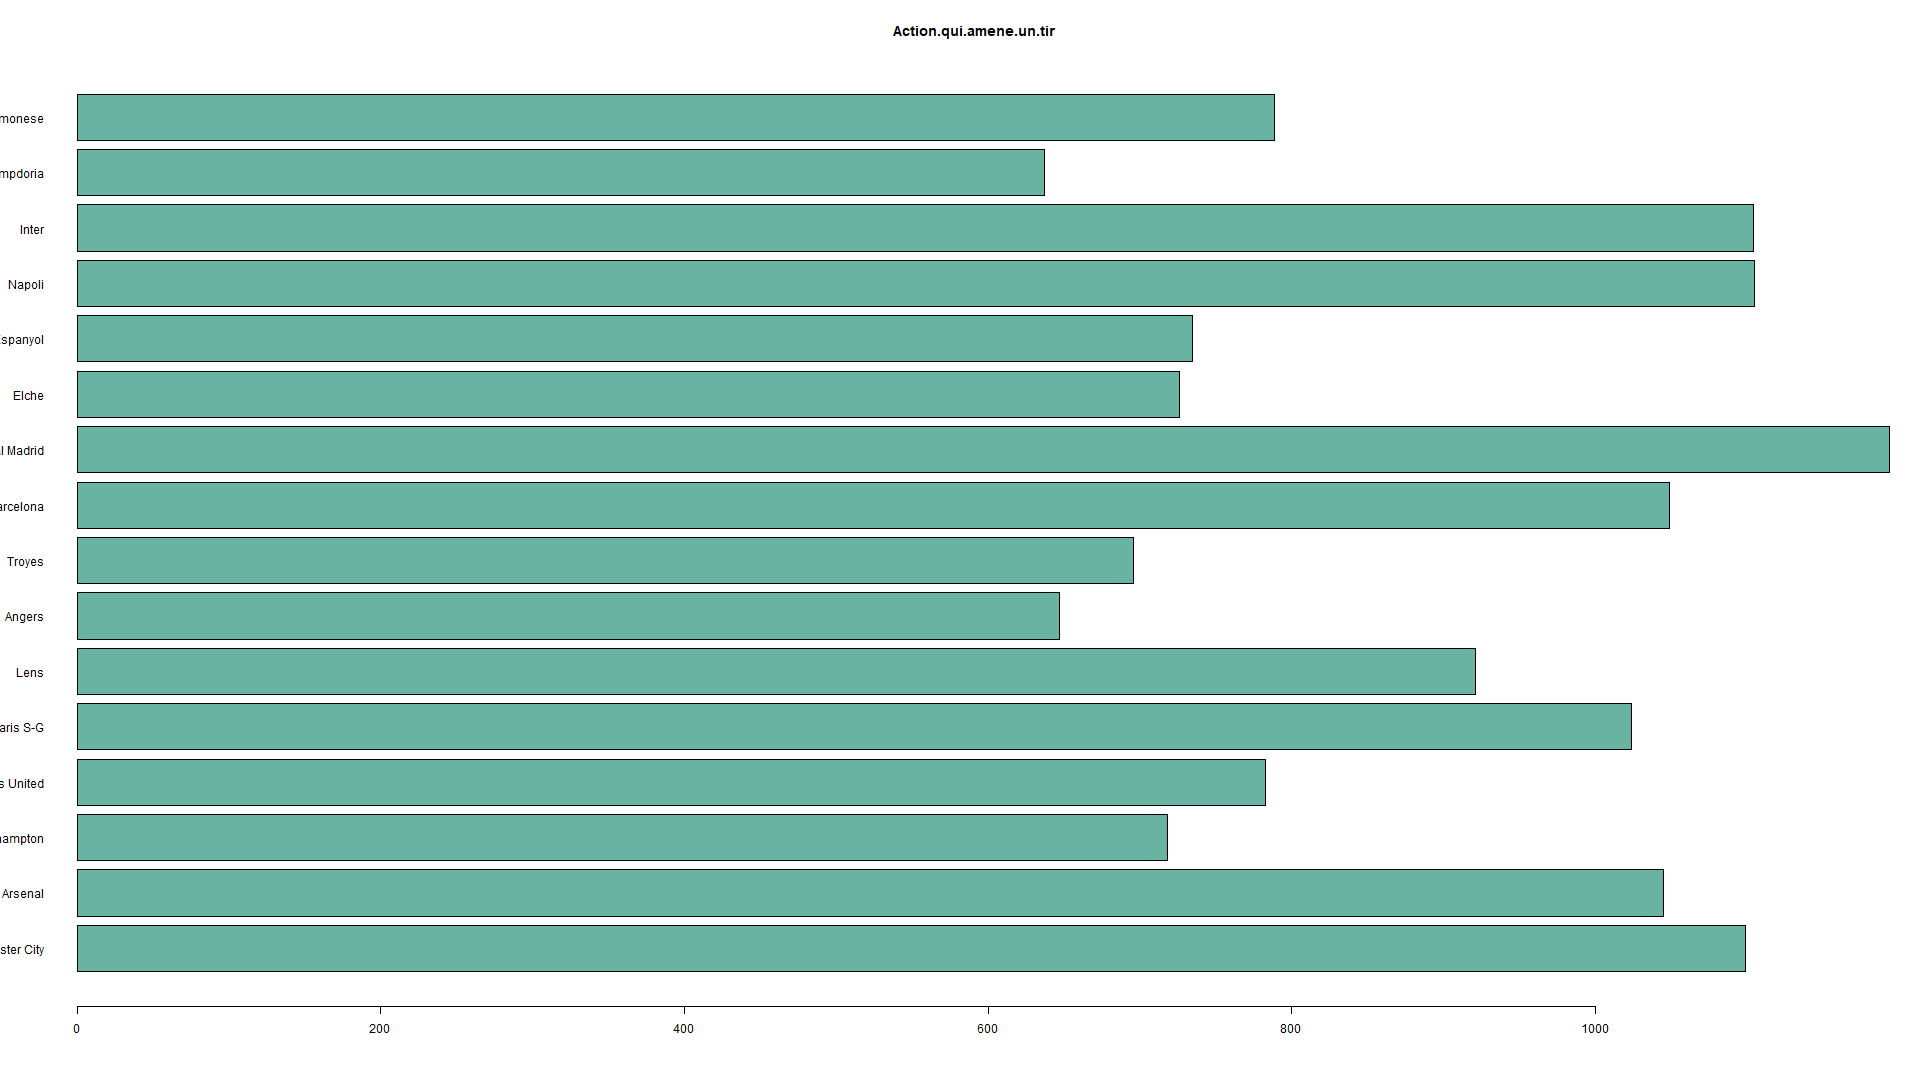 Action.qui.amene.un.tir
monese
mpdoria
Inter
Napoli
spanyol
Elche
l Madrid
arcelona
Troyes
Angers
Lens
aris S-G
s United
ampton
Arsenal
ster City
0 200 400 600 800 1000